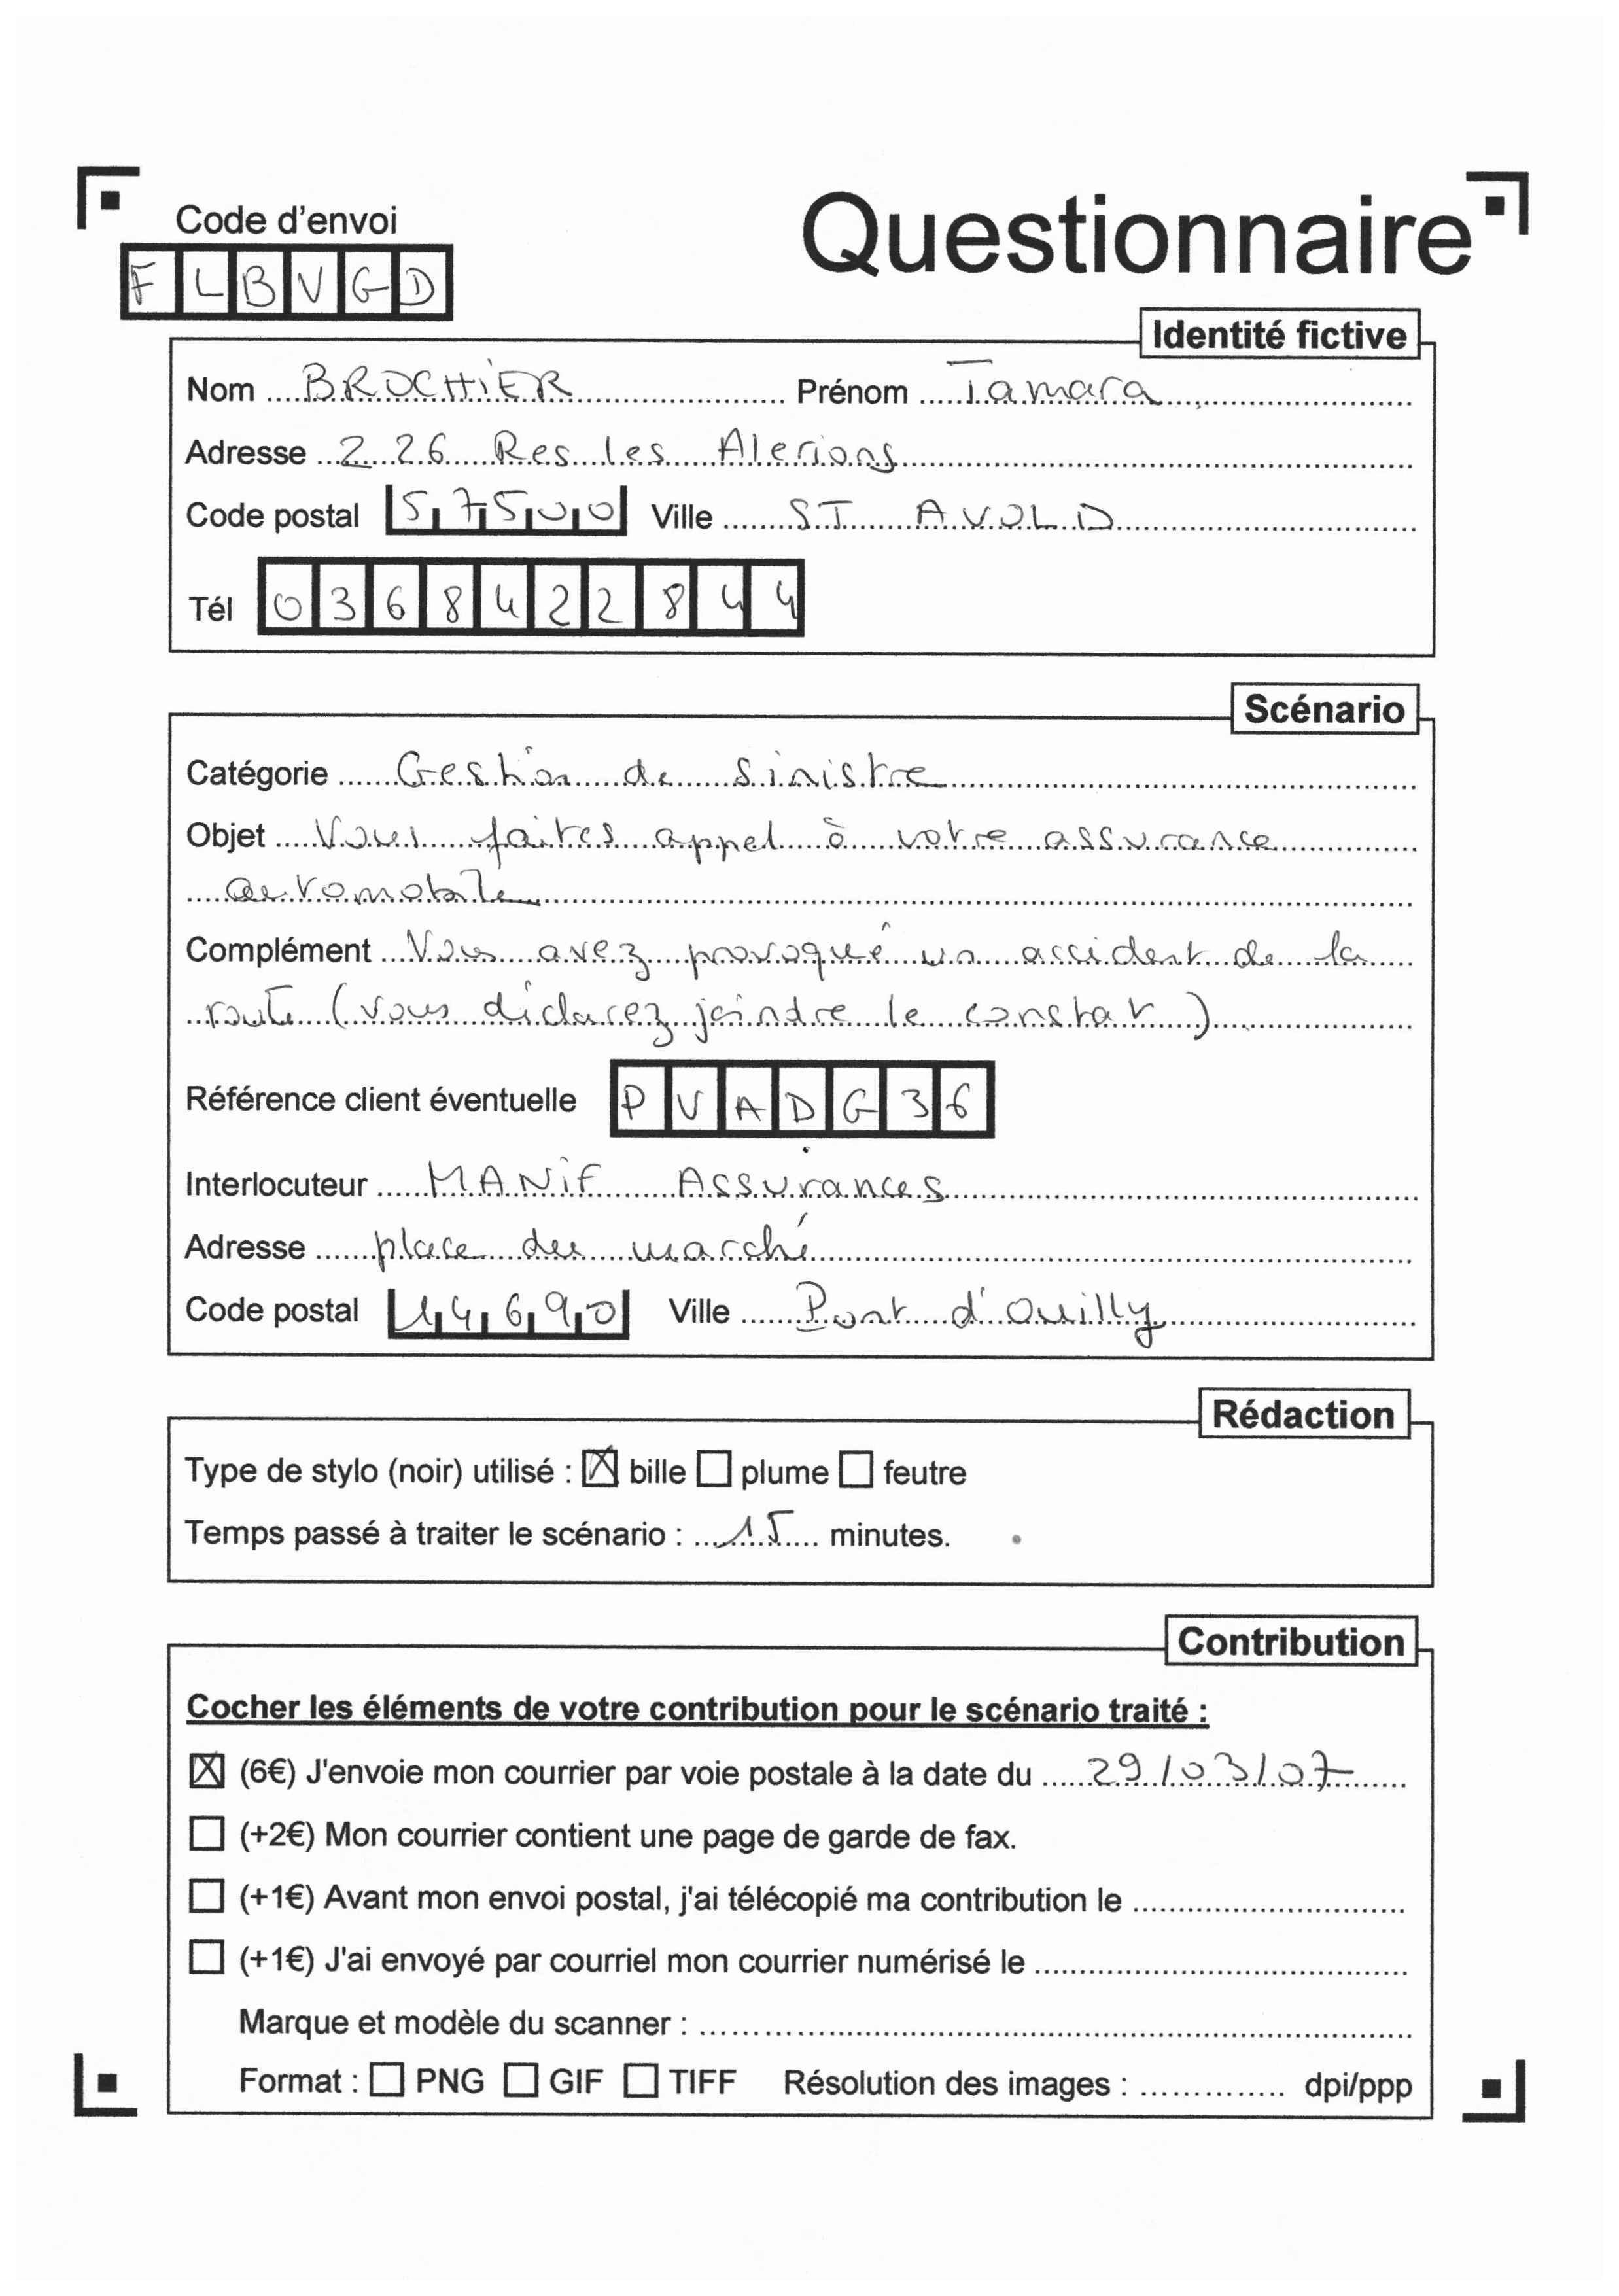 Code d'envoi
Questionnaire
FLBVGD
Identité fictive
Nom BROCHIER Prénom Tamara
Adresse 226 Res les Alerions
Code postal 57500 Ville ST AVOLD
Tél 0368422844
Scénario
Catégorie Gestion de sinistre
Objet Vous faites appel à votre assurance
automobile
Complément Vous avez provoqué un accident de la
route (vous déclarez joindre le constat)
Référence client éventuelle PVADG36
Interlocuteur MANiF Assurances
Adresse place du marché
Code postal 14690 Ville Pont d'Ouilly
Rédaction
Type de stylo (noir) utilisé : ☒ bille ☐ plume ☐ feutre
Temps passé à traiter le scénario : 15 minutes.
Contribution
Cocher les éléments de votre contribution pour le scénario traité :
☒ (6€) J'envoie mon courrier par voie postale à la date du 29/03/07
☐ (+2€) Mon courrier contient une page de garde de fax.
☐ (+1€) Avant mon envoi postal, j'ai télécopié ma contribution le
☐ (+1€) J'ai envoyé par courriel mon courrier numérisé le
Marque et modèle du scanner :
Format : ☐ PNG ☐ GIF ☐ TIFF Résolution des images : dpi/ppp